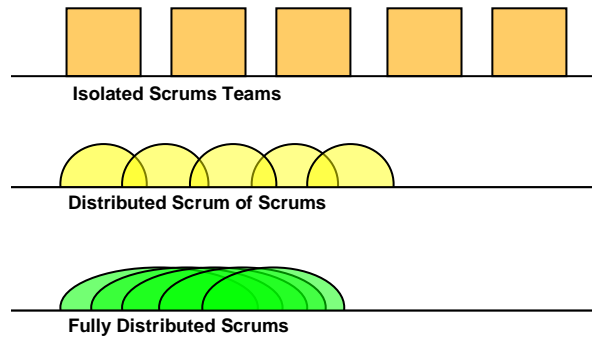 Isolated Scrums Teams
Distributed Scrum of Scrums
Fully Distributed Scrums